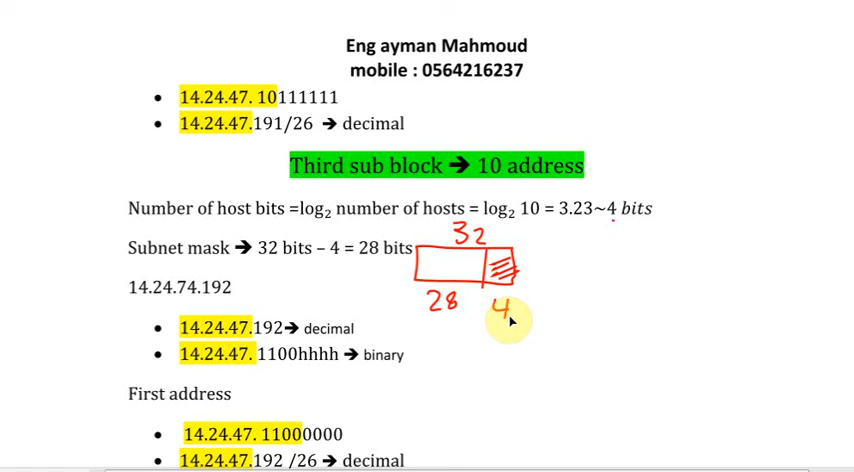 Eng ayman Mahmoud
mobile : 0564216237
• 14.24.47. 10111111
• 14.24.47.191/26 ➔ decimal
Third sub block ➔ 10 address
Number of host bits =log₂ number of hosts = log₂ 10 = 3.23~4 bits
32
Subnet mask ➔ 32 bits – 4 = 28 bits
14.24.74.192
28 4
• 14.24.47.192➔ decimal
• 14.24.47. 1100hhhh ➔ binary
First address
• 14.24.47. 11000000
• 14.24.47.192 /26 ➔ decimal